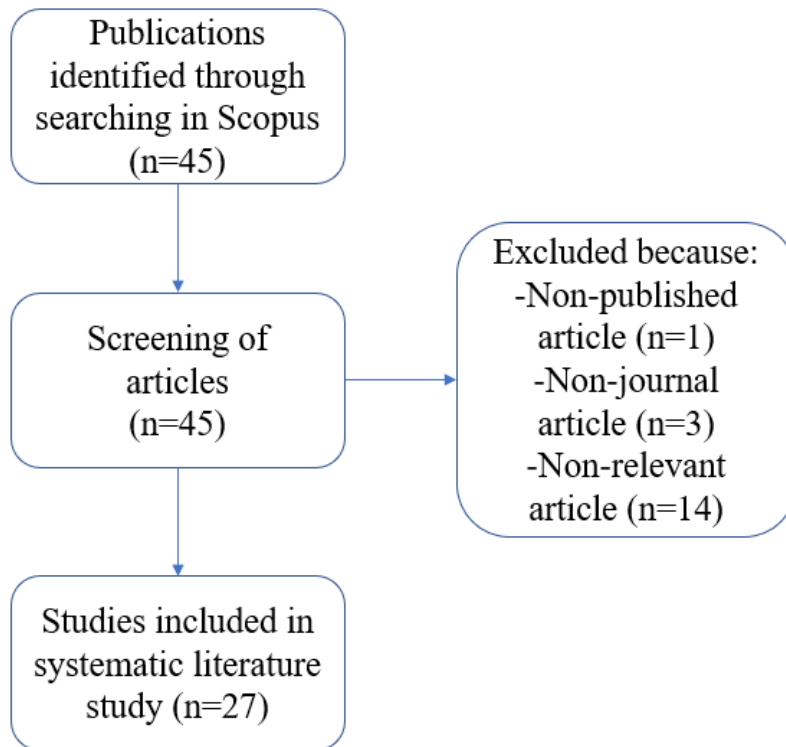 Publications
identified through
searching in Scopus
(n=45)
Screening of
articles
(n=45)
Excluded because:
-Non-published
article (n=1)
-Non-journal
article (n=3)
-Non-relevant
article (n=14)
Studies included in
systematic literature
study (n=27)